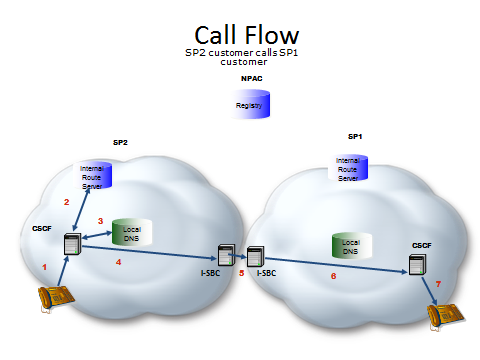 Call Flow
SP2 customer calls SP1
customer
NPAC
Registry
SP2
SP1
Internal
Route
Server
Internal
Route
Server
2
3
CSCF
Local
DNS
Local
DNS
CSCF
1
4
I-SBC
5
I-SBC
6
7